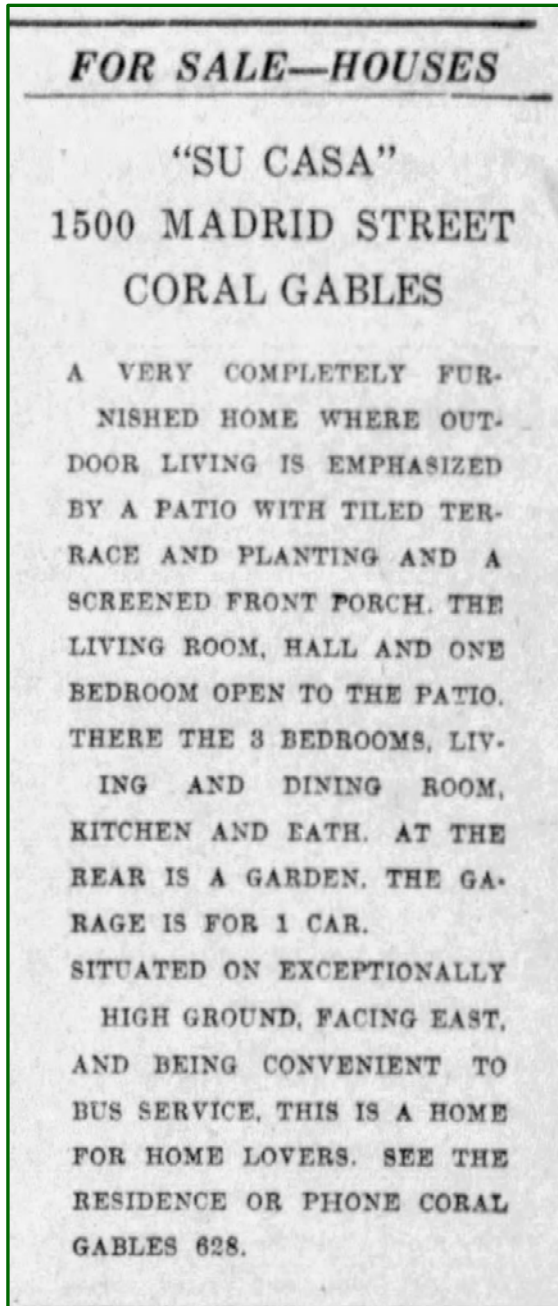 FOR SALE—HOUSES
"SU CASA"
1500 MADRID STREET
CORAL GABLES
A VERY COMPLETELY FUR-
NISHED HOME WHERE OUT-
DOOR LIVING IS EMPHASIZED
BY A PATIO WITH TILED TER-
RACE AND PLANTING AND A
SCREENED FRONT PORCH. THE
LIVING ROOM, HALL AND ONE
BEDROOM OPEN TO THE PATIO.
THERE THE 3 BEDROOMS, LIV-
ING AND DINING ROOM,
KITCHEN AND EATH. AT THE
REAR IS A GARDEN. THE GA-
RAGE IS FOR 1 CAR.
SITUATED ON EXCEPTIONALLY
HIGH GROUND, FACING EAST,
AND BEING CONVENIENT TO
BUS SERVICE, THIS IS A HOME
FOR HOME LOVERS. SEE THE
RESIDENCE OR PHONE CORAL
GABLES 628.